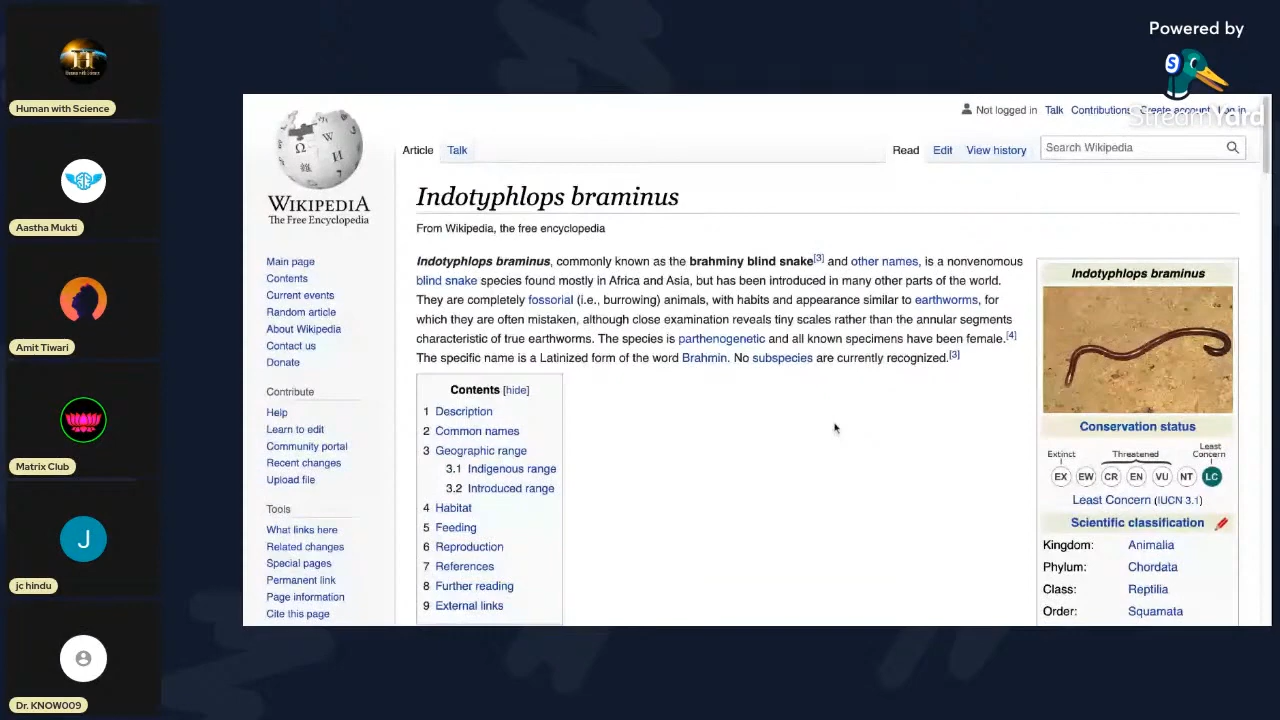 Human with Science
Aastha Mukti
Amit Tiwari
Matrix Club
J
jc hindu
Dr. KNOW009
Powered by
S
StreamYard
Not logged in Talk Contributions Create account Log in
Article Talk Read Edit View history Search Wikipedia
WIKIPEDIA
The Free Encyclopedia
Main page
Contents
Current events
Random article
About Wikipedia
Contact us
Donate
Contribute
Help
Learn to edit
Community portal
Recent changes
Upload file
Tools
What links here
Related changes
Special pages
Permanent link
Page information
Cite this page
Indotyphlops braminus
From Wikipedia, the free encyclopedia
Indotyphlops braminus, commonly known as the brahminy blind snake[3] and other names, is a nonvenomous
blind snake species found mostly in Africa and Asia, but has been introduced in many other parts of the world.
They are completely fossorial (i.e., burrowing) animals, with habits and appearance similar to earthworms, for
which they are often mistaken, although close examination reveals tiny scales rather than the annular segments
characteristic of true earthworms. The species is parthenogenetic and all known specimens have been female.[4]
The specific name is a Latinized form of the word Brahmin. No subspecies are currently recognized.[3]
Contents [hide]
1 Description
2 Common names
3 Geographic range
3.1 Indigenous range
3.2 Introduced range
4 Habitat
5 Feeding
6 Reproduction
7 References
8 Further reading
9 External links
Indotyphlops braminus
Conservation status
Extinct Threatened Least Concern
EX EW CR EN VU NT LC
Least Concern (IUCN 3.1)
Scientific classification
Kingdom: Animalia
Phylum: Chordata
Class: Reptilia
Order: Squamata